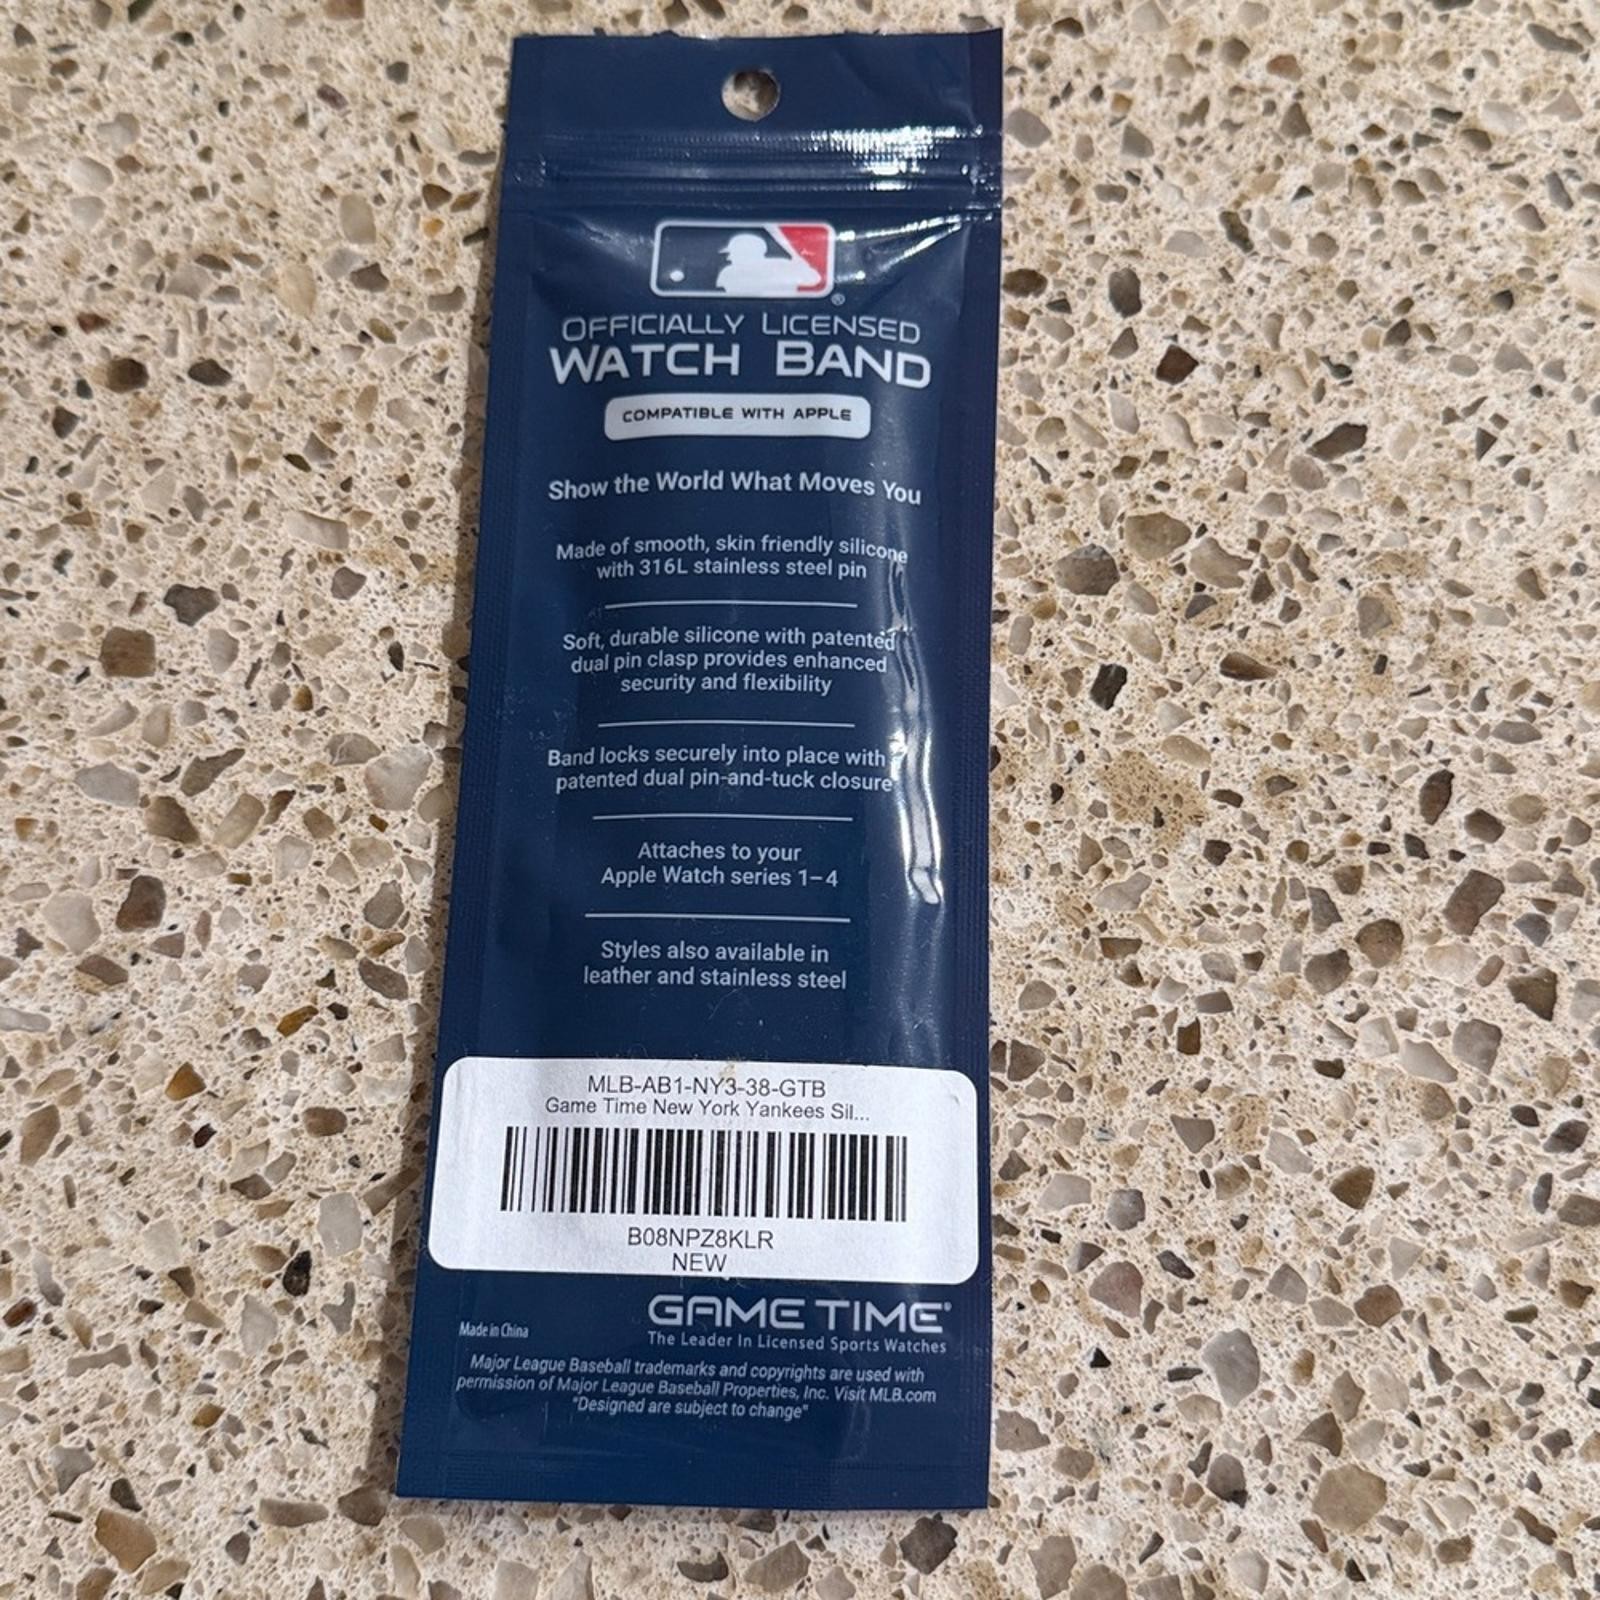 OFFICIALLY LICENSED
WATCH BAND
COMPATIBLE WITH APPLE
Show the World What Moves You
Made of smooth, skin friendly silicone
with 316L stainless steel pin
Soft, durable silicone with patented
dual pin clasp provides enhanced
security and flexibility
Band locks securely into place with
patented dual pin-and-tuck closure
Attaches to your
Apple Watch series 1–4
Styles also available in
leather and stainless steel
MLB-AB1-NY3-38-GTB
Game Time New York Yankees Sil...
B08NPZ8KLR
NEW
GAME TIME®
The Leader In Licensed Sports Watches
Made in China
Major League Baseball trademarks and copyrights are used with
permission of Major League Baseball Properties, Inc. Visit MLB.com
"Designed are subject to change"